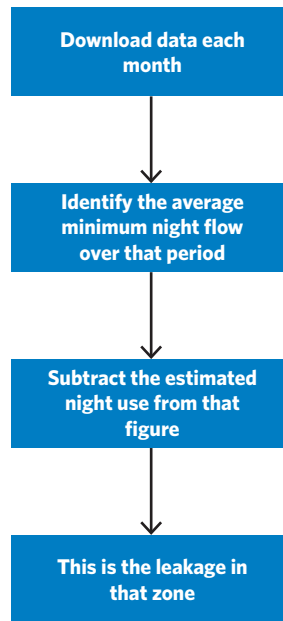 Download data each
month
Identify the average
minimum night flow
over that period
Subtract the estimated
night use from that
figure
This is the leakage in
that zone